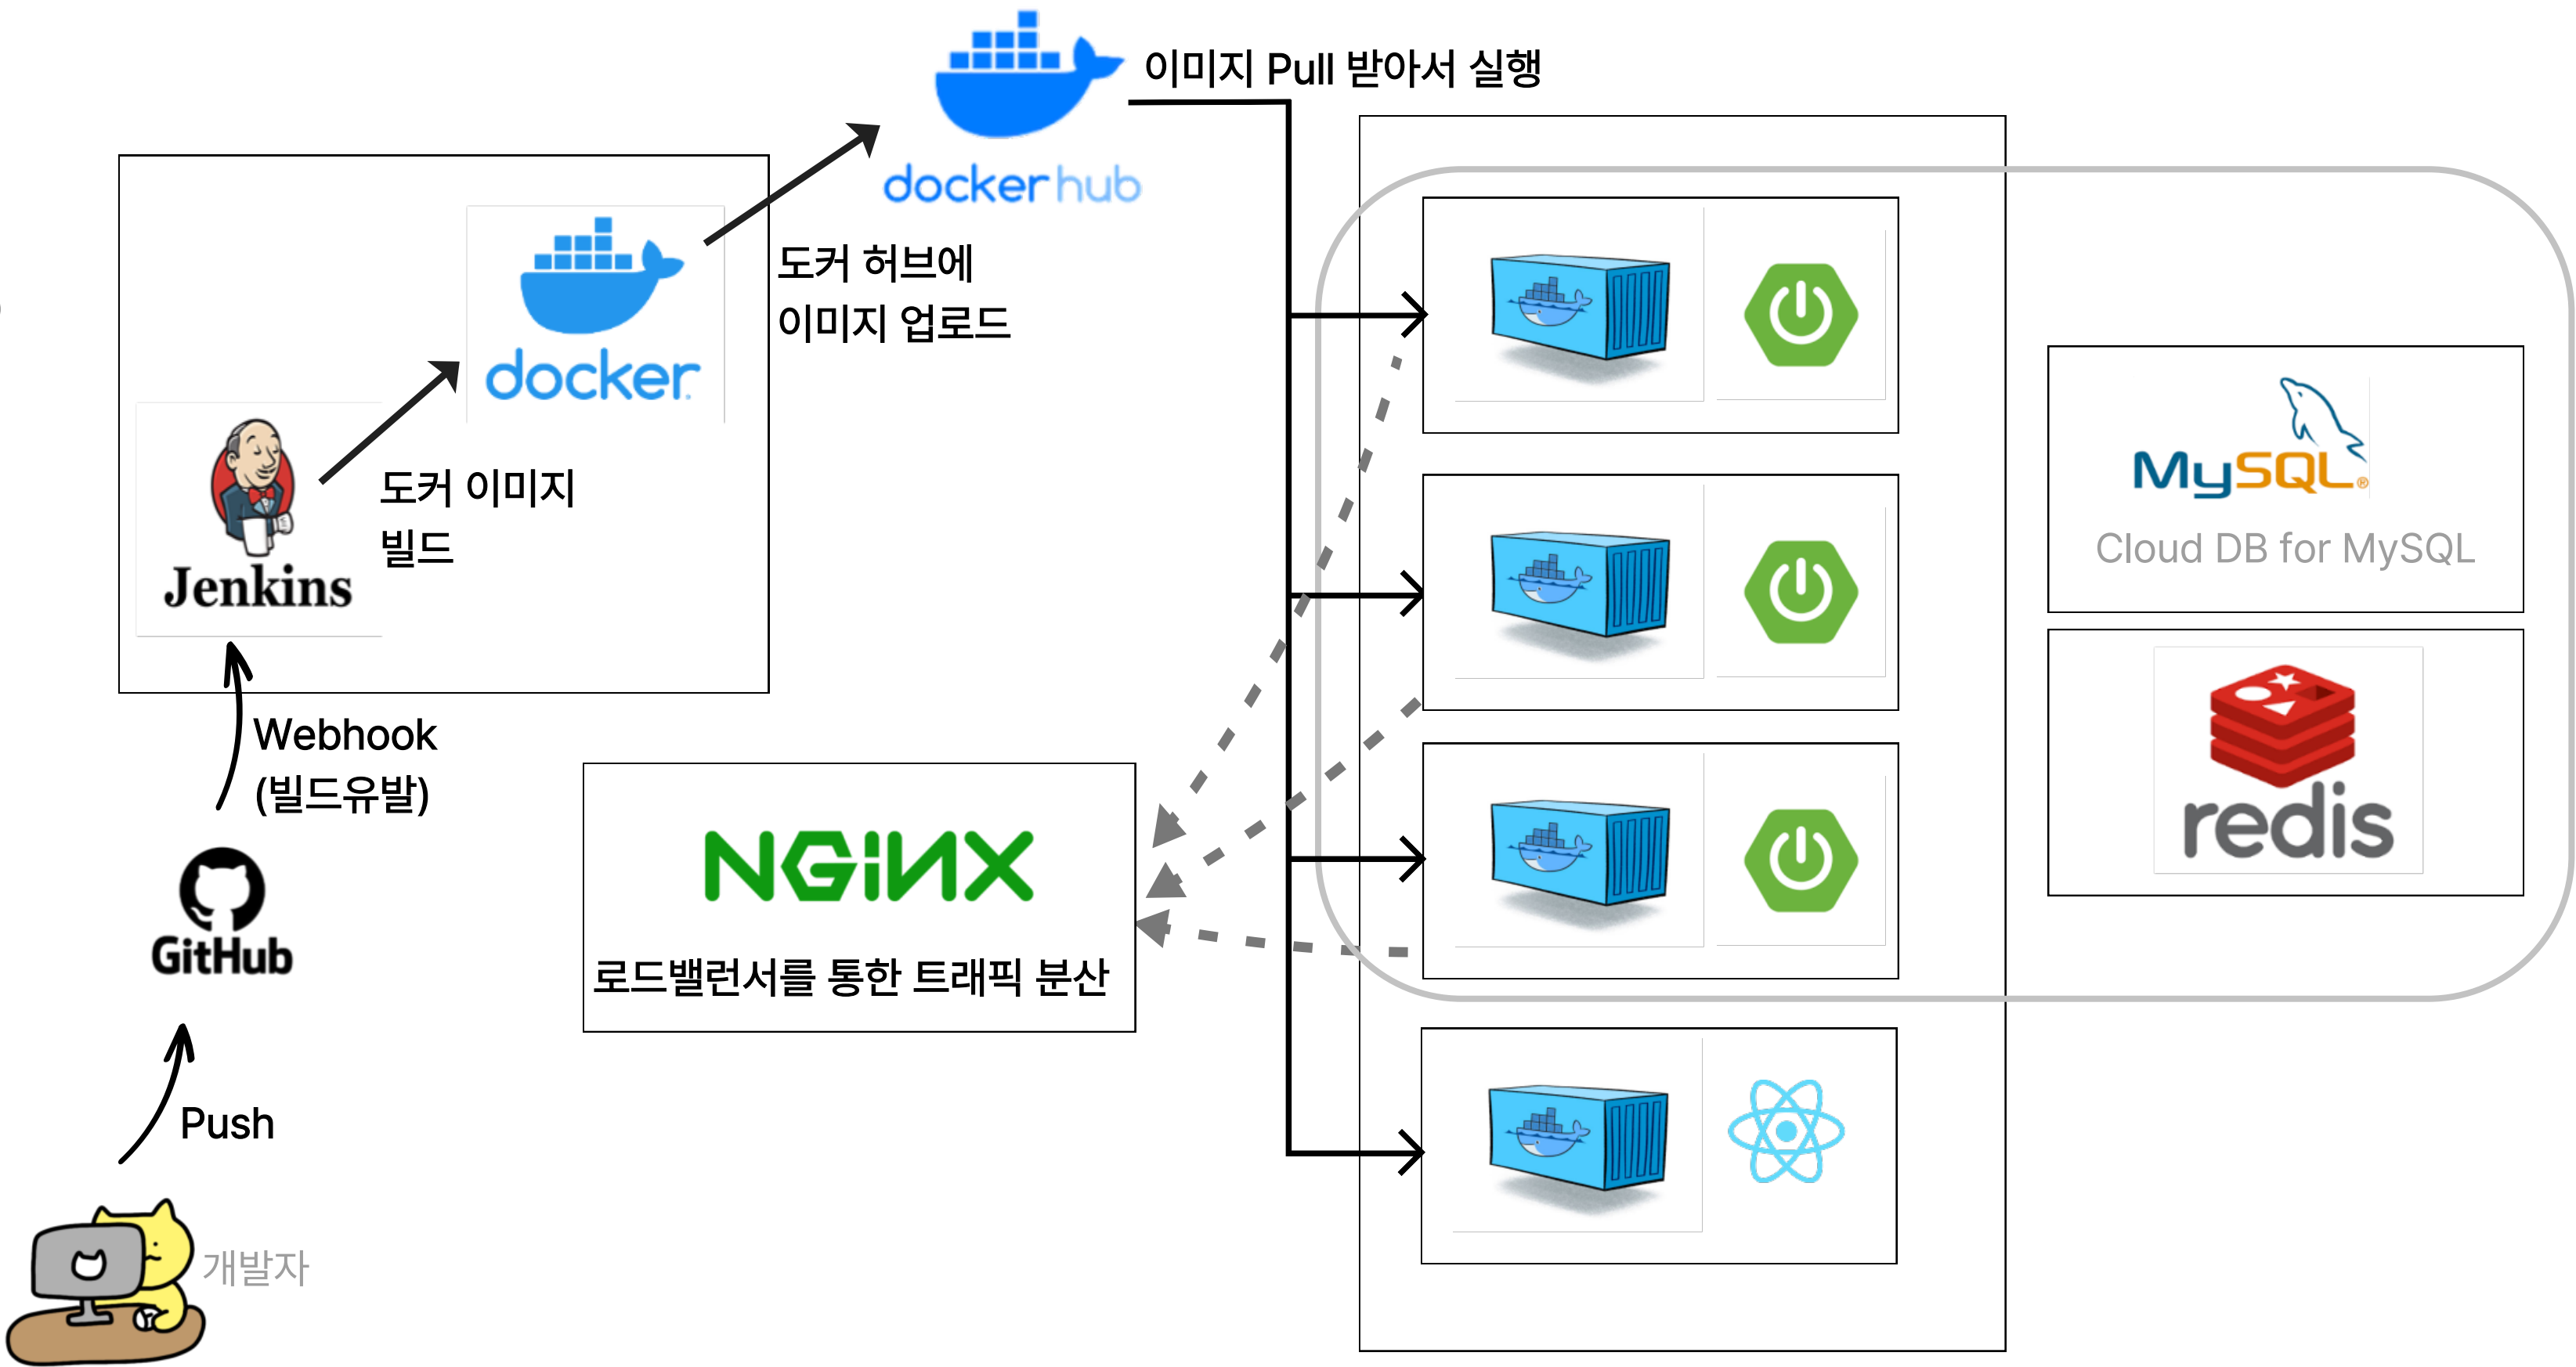 이미지 Pull 받아서 실행
dockerhub
도커 허브에
이미지 업로드
docker
도커 이미지
빌드
Jenkins
Webhook
(빌드유발)
GitHub
Push
개발자
NGINX
로드밸런서를 통한 트래픽 분산
MySQL®
Cloud DB for MySQL
redis